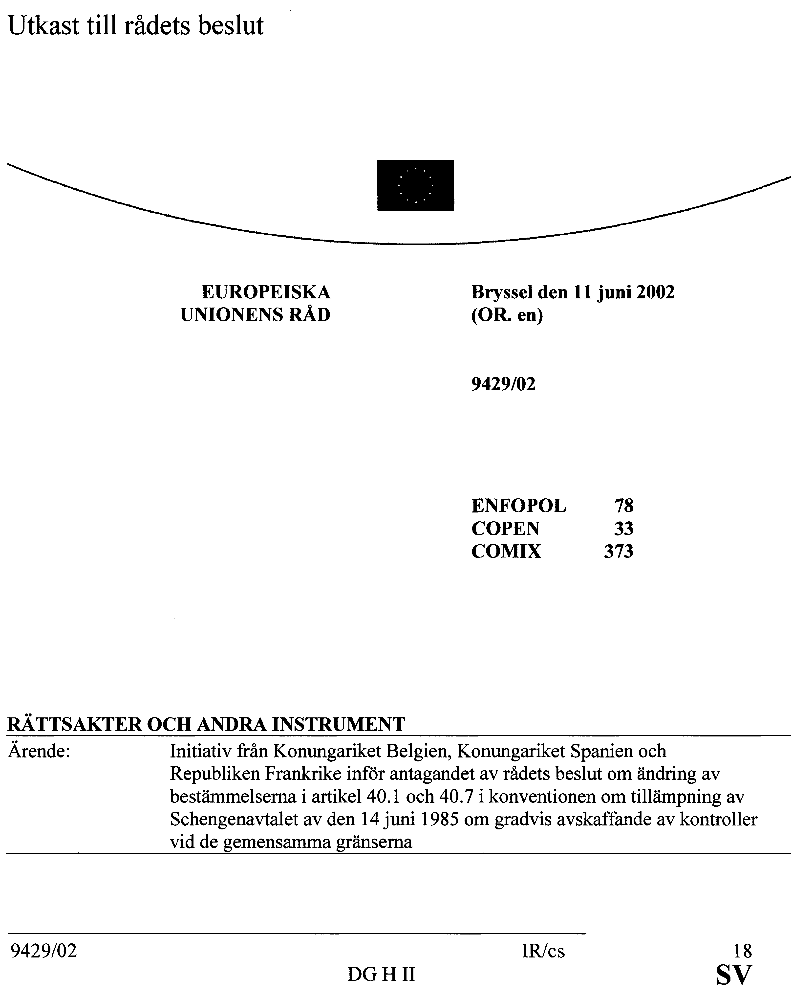 Utkast till rådets beslut
EUROPEISKA
UNIONENS RÅD
Bryssel den 11 juni 2002
(OR. en)
9429/02
ENFOPOL 78
COPEN 33
COMIX 373
RÄTTSAKTER OCH ANDRA INSTRUMENT
Ärende: Initiativ från Konungariket Belgien, Konungariket Spanien och
Republiken Frankrike inför antagandet av rådets beslut om ändring av
bestämmelserna i artikel 40.1 och 40.7 i konventionen om tillämpning av
Schengenavtalet av den 14 juni 1985 om gradvis avskaffande av kontroller
vid de gemensamma gränserna
9429/02 IR/cs 18
DG H II SV